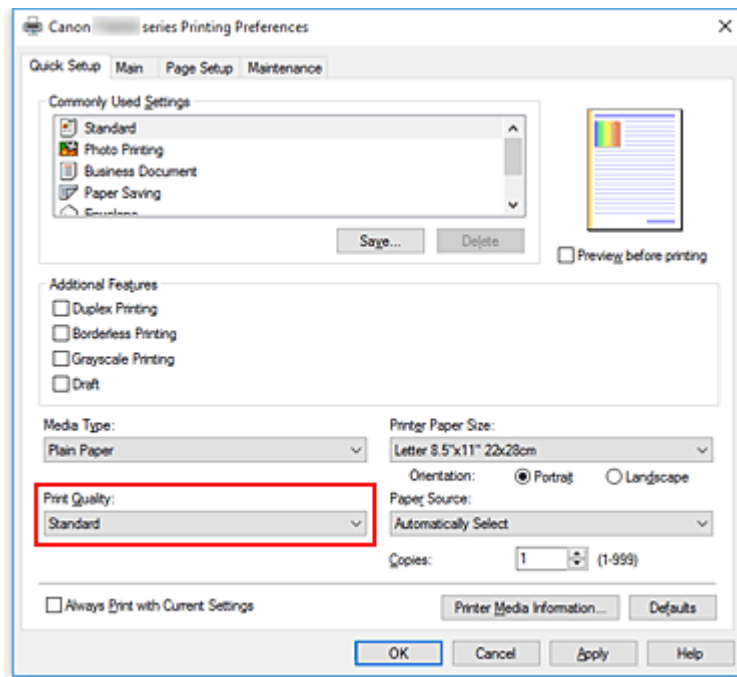 Canon series Printing Preferences
Quick Setup Main Page Setup Maintenance
Commonly Used Settings
Standard
Photo Printing
Business Document
Paper Saving
Envelope
Save... Delete
Preview before printing
Additional Features
Duplex Printing
Borderless Printing
Grayscale Printing
Draft
Media Type:
Plain Paper
Printer Paper Size:
Letter 8.5"x11" 22x28cm
Orientation: Portrait Landscape
Print Quality:
Standard
Paper Source:
Automatically Select
Copies: 1 (1-999)
Always Print with Current Settings
Printer Media Information... Defaults
OK Cancel Apply Help